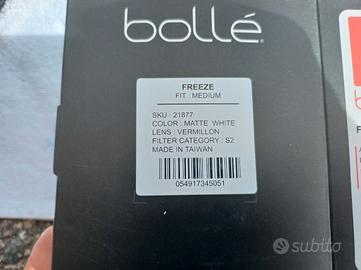 bollé
FREEZE
FIT : MEDIUM
SKU : 21877
COLOR : MATTE WHITE
LENS : VERMILLON
FILTER CATEGORY : S2
MADE IN TAIWAN
054917345051
subito